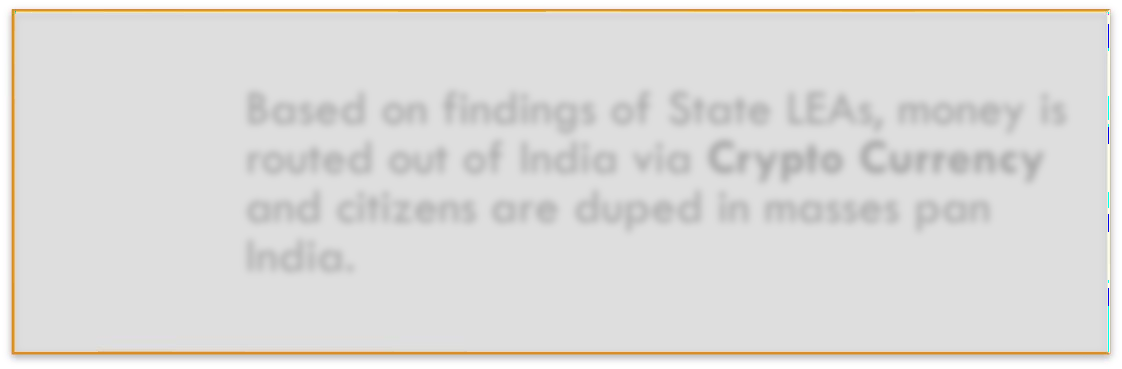 Based on findings of State LEAs, money is
routed out of India via Crypto Currency
and citizens are duped in masses pan
India.